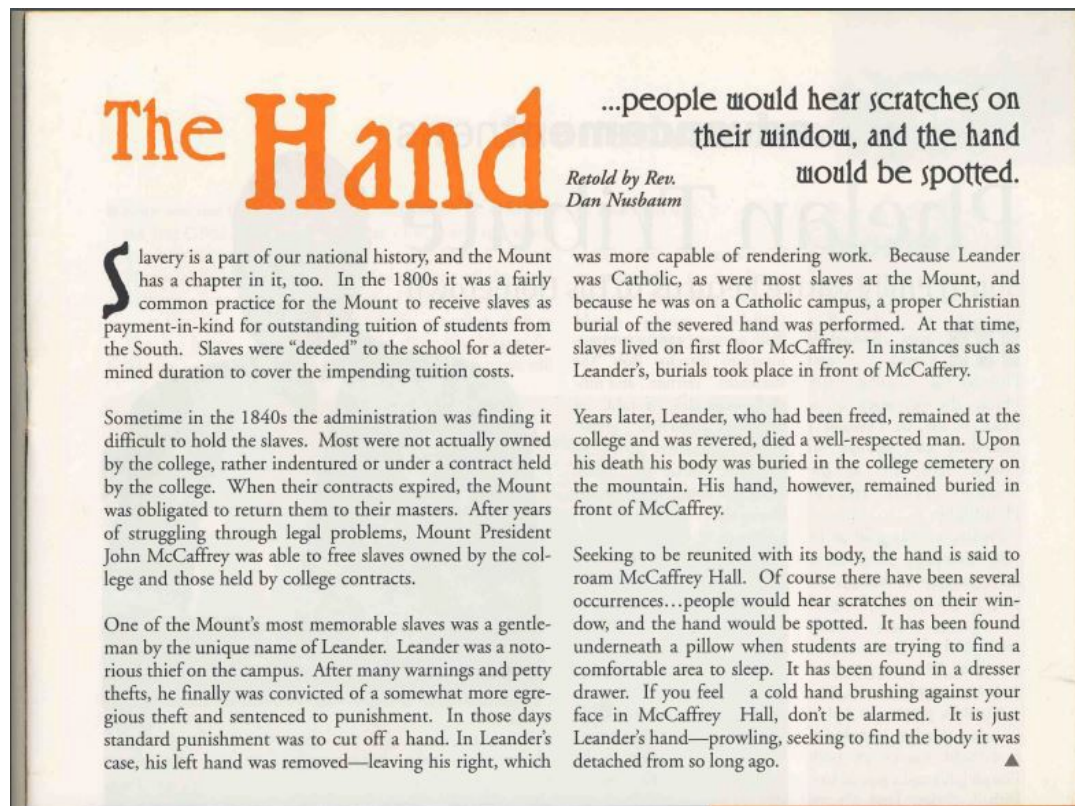 The Hand
...people would hear scratches on
their window, and the hand
would be spotted.
Retold by Rev.
Dan Nusbaum
Slavery is a part of our national history, and the Mount
has a chapter in it, too. In the 1800s it was a fairly
common practice for the Mount to receive slaves as
payment-in-kind for outstanding tuition of students from
the South. Slaves were “deeded” to the school for a deter-
mined duration to cover the impending tuition costs.
Sometime in the 1840s the administration was finding it
difficult to hold the slaves. Most were not actually owned
by the college, rather indentured or under a contract held
by the college. When their contracts expired, the Mount
was obligated to return them to their masters. After years
of struggling through legal problems, Mount President
John McCaffrey was able to free slaves owned by the col-
lege and those held by college contracts.
One of the Mount's most memorable slaves was a gentle-
man by the unique name of Leander. Leander was a noto-
rious thief on the campus. After many warnings and petty
thefts, he finally was convicted of a somewhat more egre-
gious theft and sentenced to punishment. In those days
standard punishment was to cut off a hand. In Leander's
case, his left hand was removed—leaving his right, which
was more capable of rendering work. Because Leander
was Catholic, as were most slaves at the Mount, and
because he was on a Catholic campus, a proper Christian
burial of the severed hand was performed. At that time,
slaves lived on first floor McCaffrey. In instances such as
Leander's, burials took place in front of McCaffery.
Years later, Leander, who had been freed, remained at the
college and was revered, died a well-respected man. Upon
his death his body was buried in the college cemetery on
the mountain. His hand, however, remained buried in
front of McCaffrey.
Seeking to be reunited with its body, the hand is said to
roam McCaffrey Hall. Of course there have been several
occurrences...people would hear scratches on their win-
dow, and the hand would be spotted. It has been found
underneath a pillow when students are trying to find a
comfortable area to sleep. It has been found in a dresser
drawer. If you feel a cold hand brushing against your
face in McCaffrey Hall, don't be alarmed. It is just
Leander's hand—prowling, seeking to find the body it was
detached from so long ago.